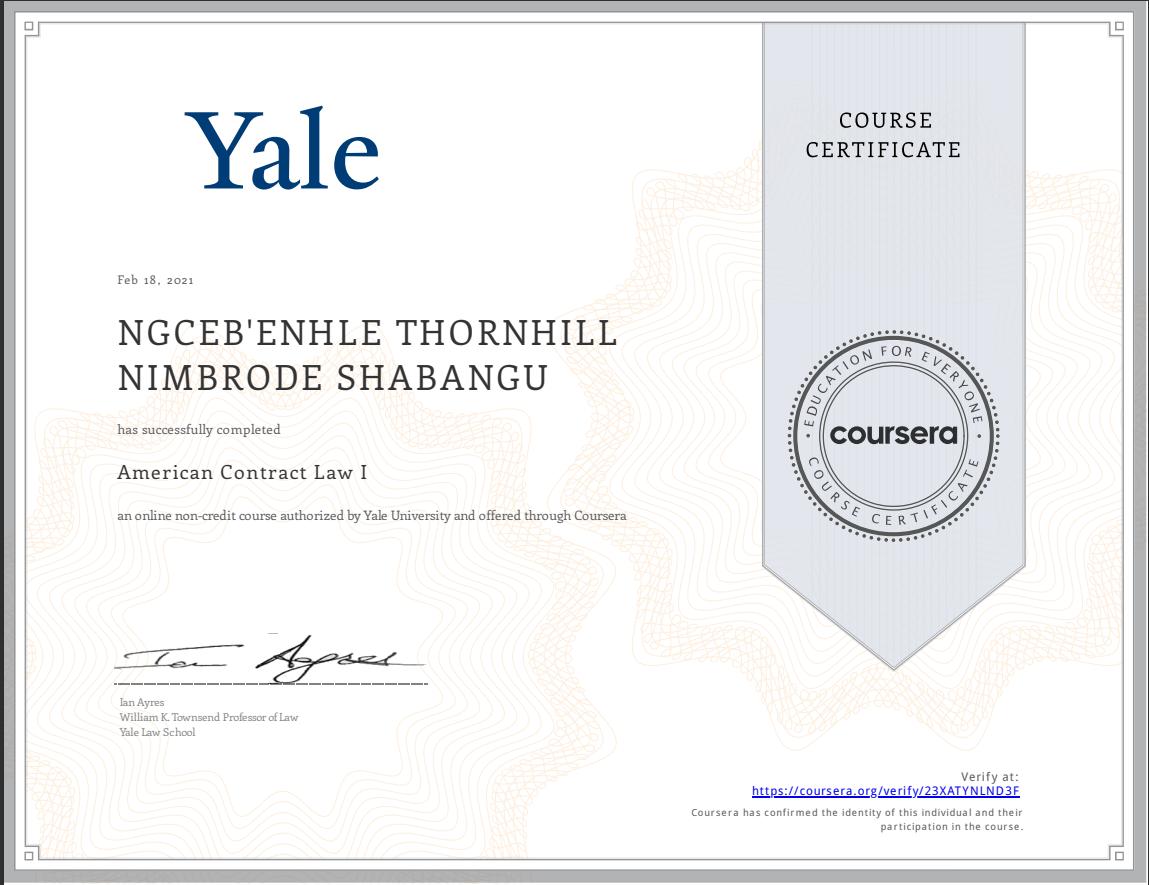 Yale
COURSE
CERTIFICATE
Feb 18, 2021
NGCEB'ENHLE THORNHILL
NIMBRODE SHABANGU
has successfully completed
American Contract Law I
an online non-credit course authorized by Yale University and offered through Coursera
EDUCATION FOR EVERYONE
coursera
COURSE CERTIFICATE
Ian Ayres
Ian Ayres
William K. Townsend Professor of Law
Yale Law School
Verify at:
https://coursera.org/verify/23XATYNLND3F
Coursera has confirmed the identity of this individual and their
participation in the course.